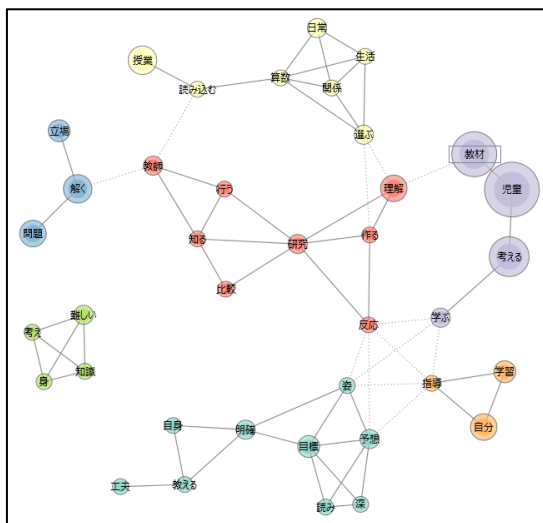 日常
授業
生活
算数
関係
読み込む
立場
選ぶ
教師
教材
解く
行う
理解
児童
問題
知る
研究
作る
考える
比較
難しい
反応
学ぶ
考え
知識
身
姿
指導
学習
自身
明確
目標
予想
自分
工夫
教える
読み
深